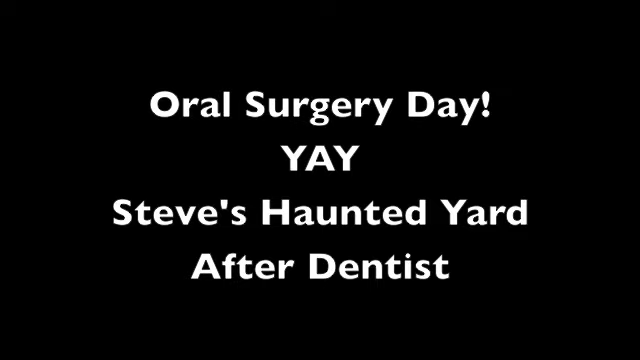 Oral Surgery Day!
YAY
Steve's Haunted Yard
After Dentist